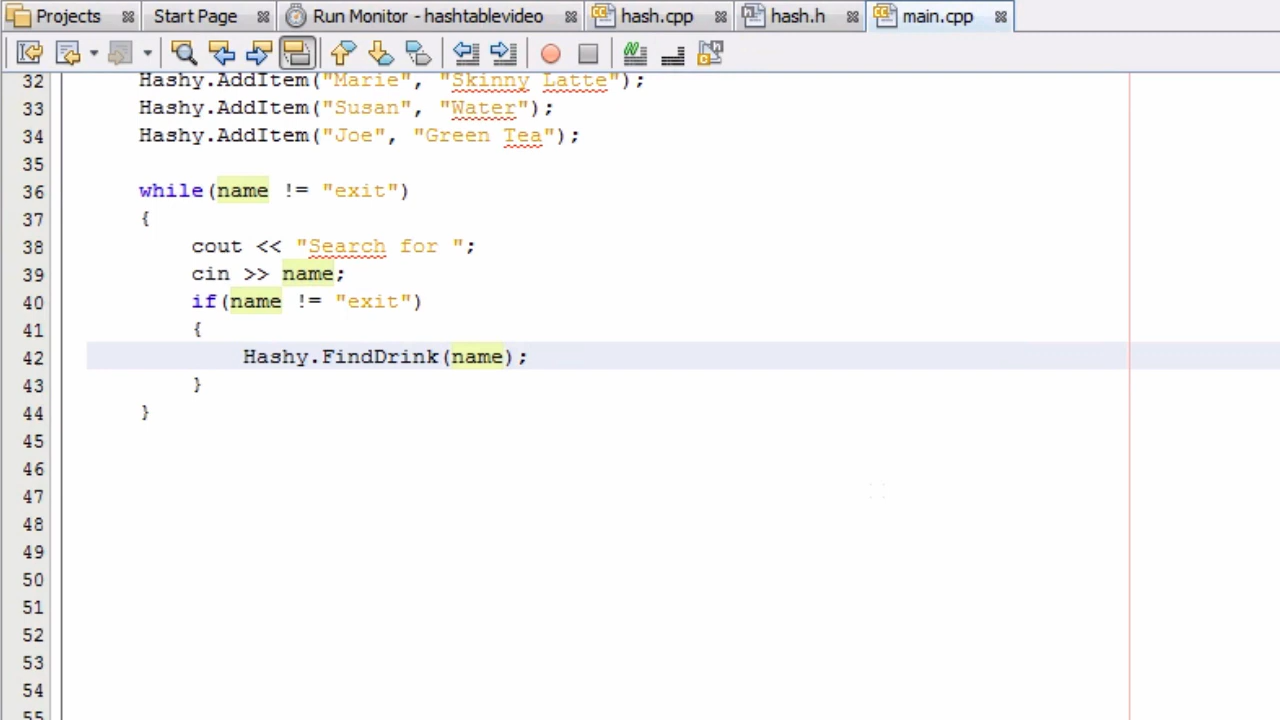 Projects Start Page Run Monitor - hashtablevideo hash.cpp hash.h main.cpp
32 Hashy.AddItem("Marie", "Skinny Latte");
33 Hashy.AddItem("Susan", "Water");
34 Hashy.AddItem("Joe", "Green Tea");
35
36 while(name != "exit")
37 {
38 cout << "Search for ";
39 cin >> name;
40 if(name != "exit")
41 {
42 Hashy.FindDrink(name);
43 }
44 }
45
46
47
48
49
50
51
52
53
54
55